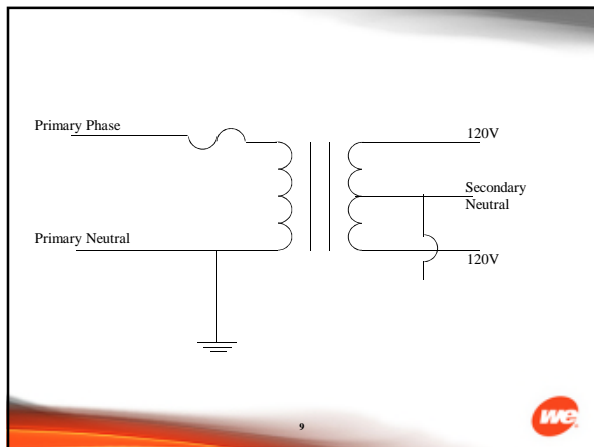 Primary Phase
120V
Secondary
Neutral
Primary Neutral
120V
9
we